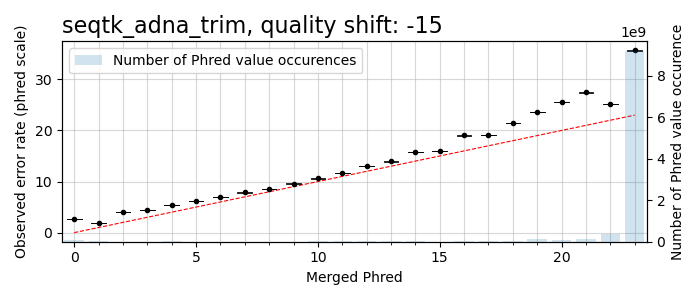 seqtk_adna_trim, quality shift: -15
1e9
Number of Phred value occurences
Observed error rate (phred scale)
30
20
10
0
8
6
4
2
0
Number of Phred value occurence
0
5
10
15
20
Merged Phred